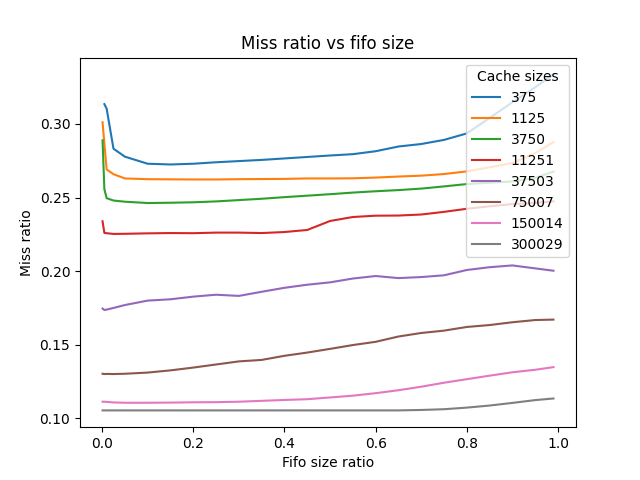 Miss ratio vs fifo size
Cache sizes
375
1125
3750
11251
37503
75007
150014
300029
Miss ratio
0.30
0.25
0.20
0.15
0.10
0.0 0.2 0.4 0.6 0.8 1.0
Fifo size ratio